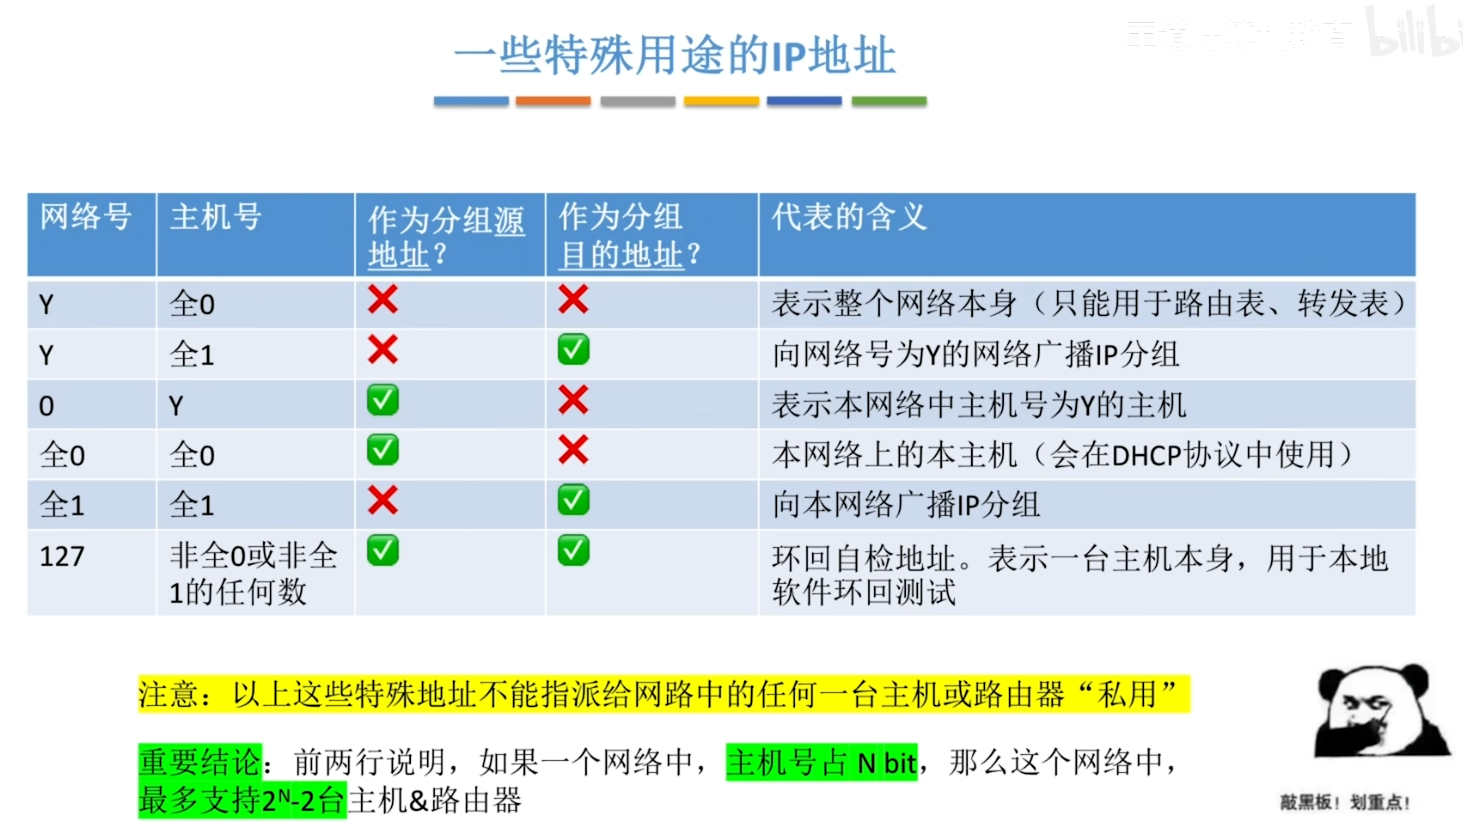 一些特殊用途的IP地址
bilibili
网络号 主机号 作为分组源地址？ 作为分组目的地址？ 代表的含义
Y 全0 ❌ ❌ 表示整个网络本身（只能用于路由表、转发表）
Y 全1 ❌ ✅ 向网络号为Y的网络广播IP分组
0 Y ✅ ❌ 表示本网络中主机号为Y的主机
全0 全0 ✅ ❌ 本网络上的本主机（会在DHCP协议中使用）
全1 全1 ❌ ✅ 向本网络广播IP分组
127 非全0或非全1的任何数 ✅ ✅ 环回自检地址。表示一台主机本身，用于本地软件环回测试
注意：以上这些特殊地址不能指派给网路中的任何一台主机或路由器“私用”
重要结论：前两行说明，如果一个网络中，主机号占 N bit，那么这个网络中，
最多支持2ᴺ-2台主机&路由器
敲黑板！划重点！